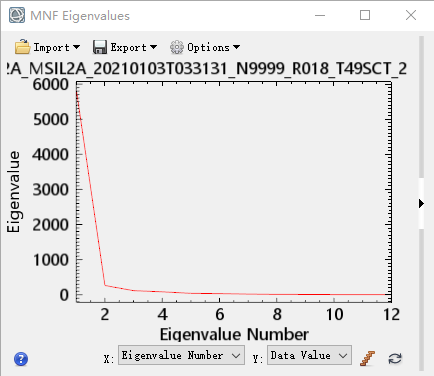 MNF Eigenvalues
Import Export Options
2A_MSIL2A_20210103T033131_N9999_R018_T49SCT_2
6000
5000
4000
3000
2000
1000
0
Eigenvalue
2 4 6 8 10 12
Eigenvalue Number
X: Eigenvalue Number Y: Data Value